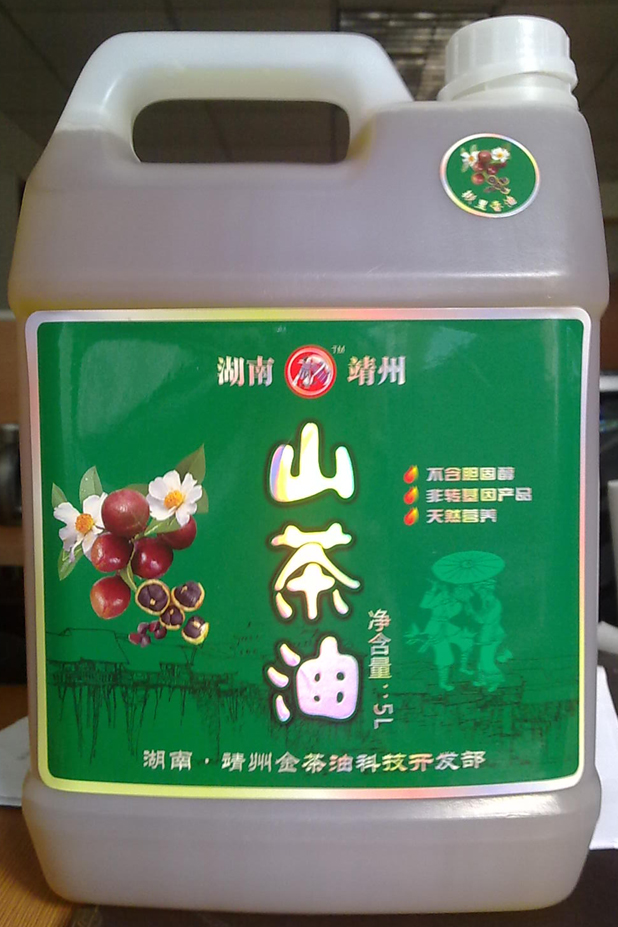 湖南 TM 靖州
山茶油
不含胆固醇
非转基因产品
天然营养
净含量:5L
湖南·靖州金茶油科技开发部